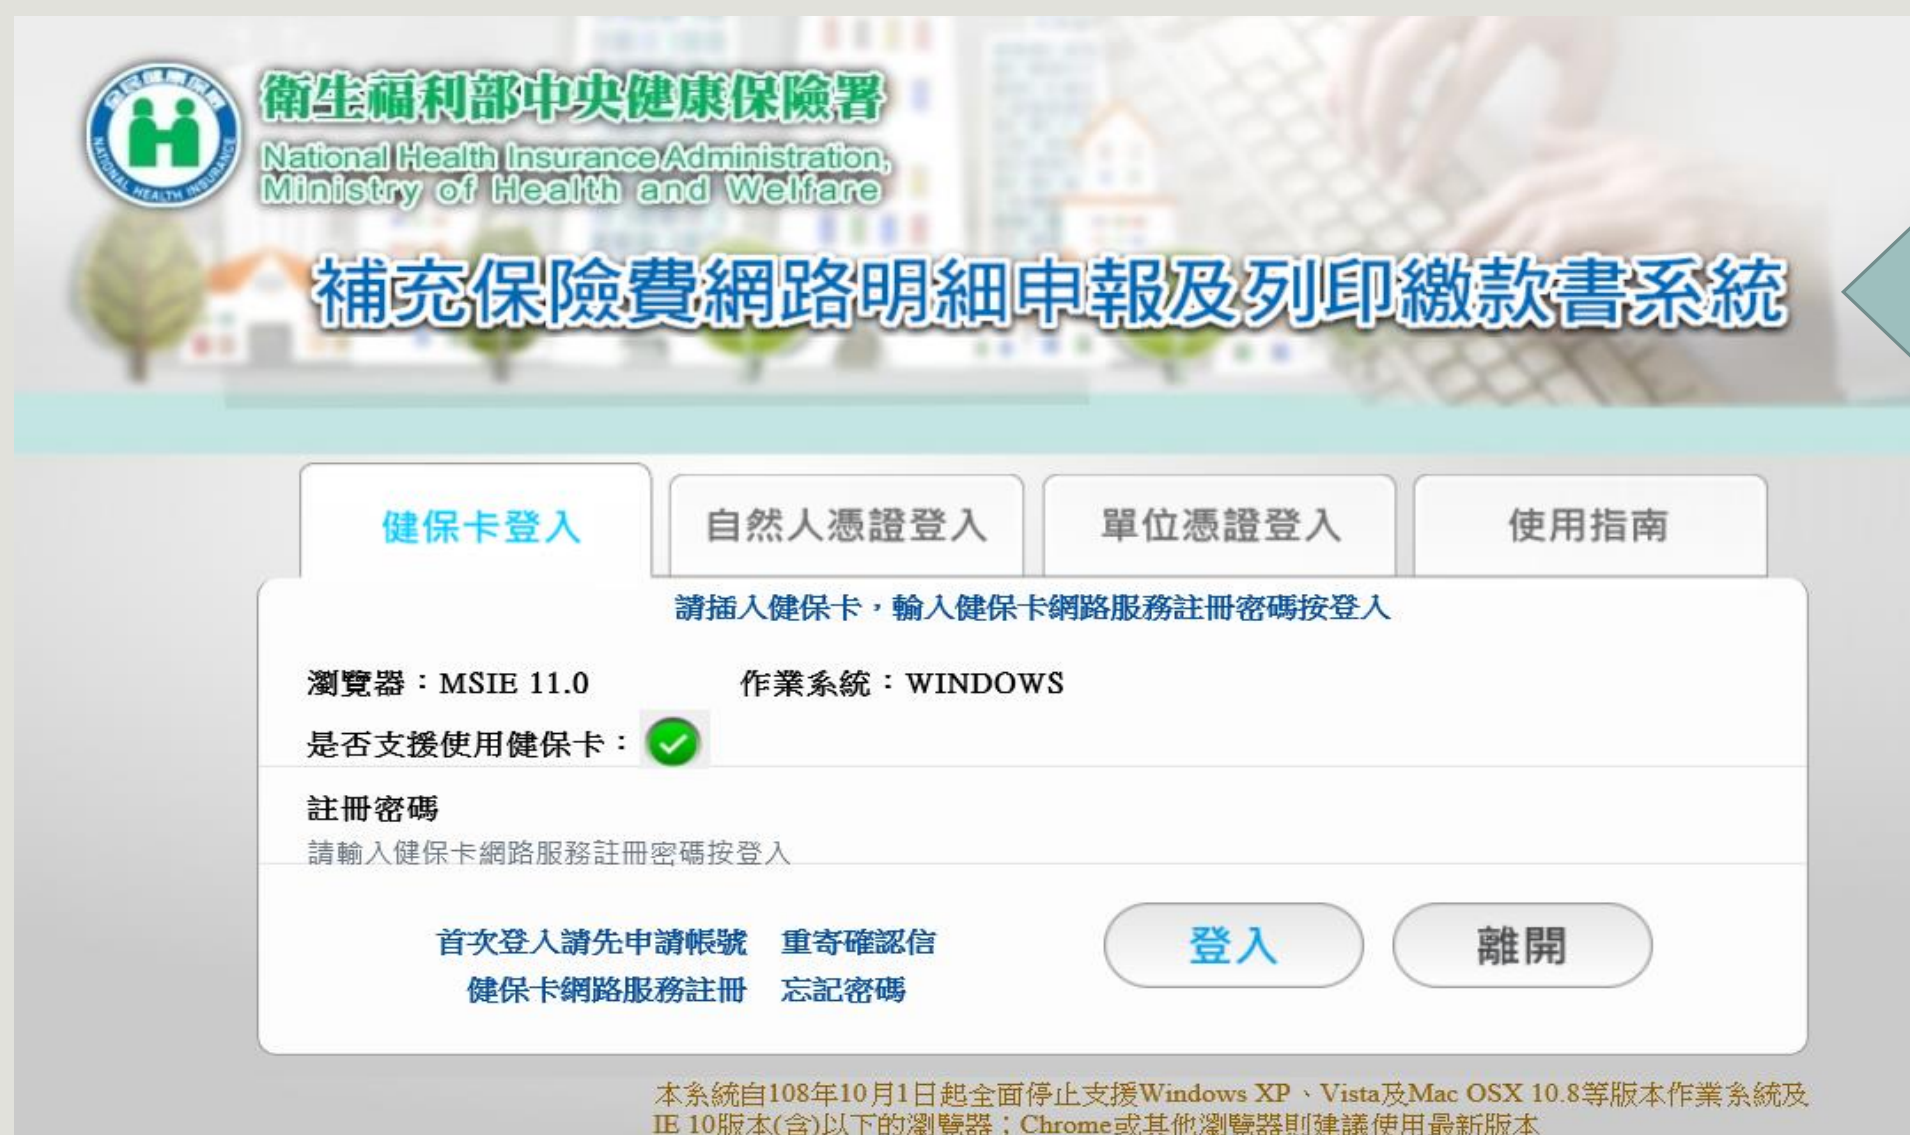 全民健康保險
NATIONAL HEALTH INSURANCE
衛生福利部中央健康保險署
National Health Insurance Administration,
Ministry of Health and Welfare
補充保險費網路明細申報及列印繳款書系統
健保卡登入 自然人憑證登入 單位憑證登入 使用指南
請插入健保卡，輸入健保卡網路服務註冊密碼按登入
瀏覽器：MSIE 11.0 作業系統：WINDOWS
是否支援使用健保卡：
註冊密碼
請輸入健保卡網路服務註冊密碼按登入
首次登入請先申請帳號 重寄確認信
健保卡網路服務註冊 忘記密碼
登入 離開
本系統自108年10月1日起全面停止支援Windows XP、Vista及Mac OSX 10.8等版本作業系統及
IE 10版本(含)以下的瀏覽器；Chrome或其他瀏覽器則建議使用最新版本